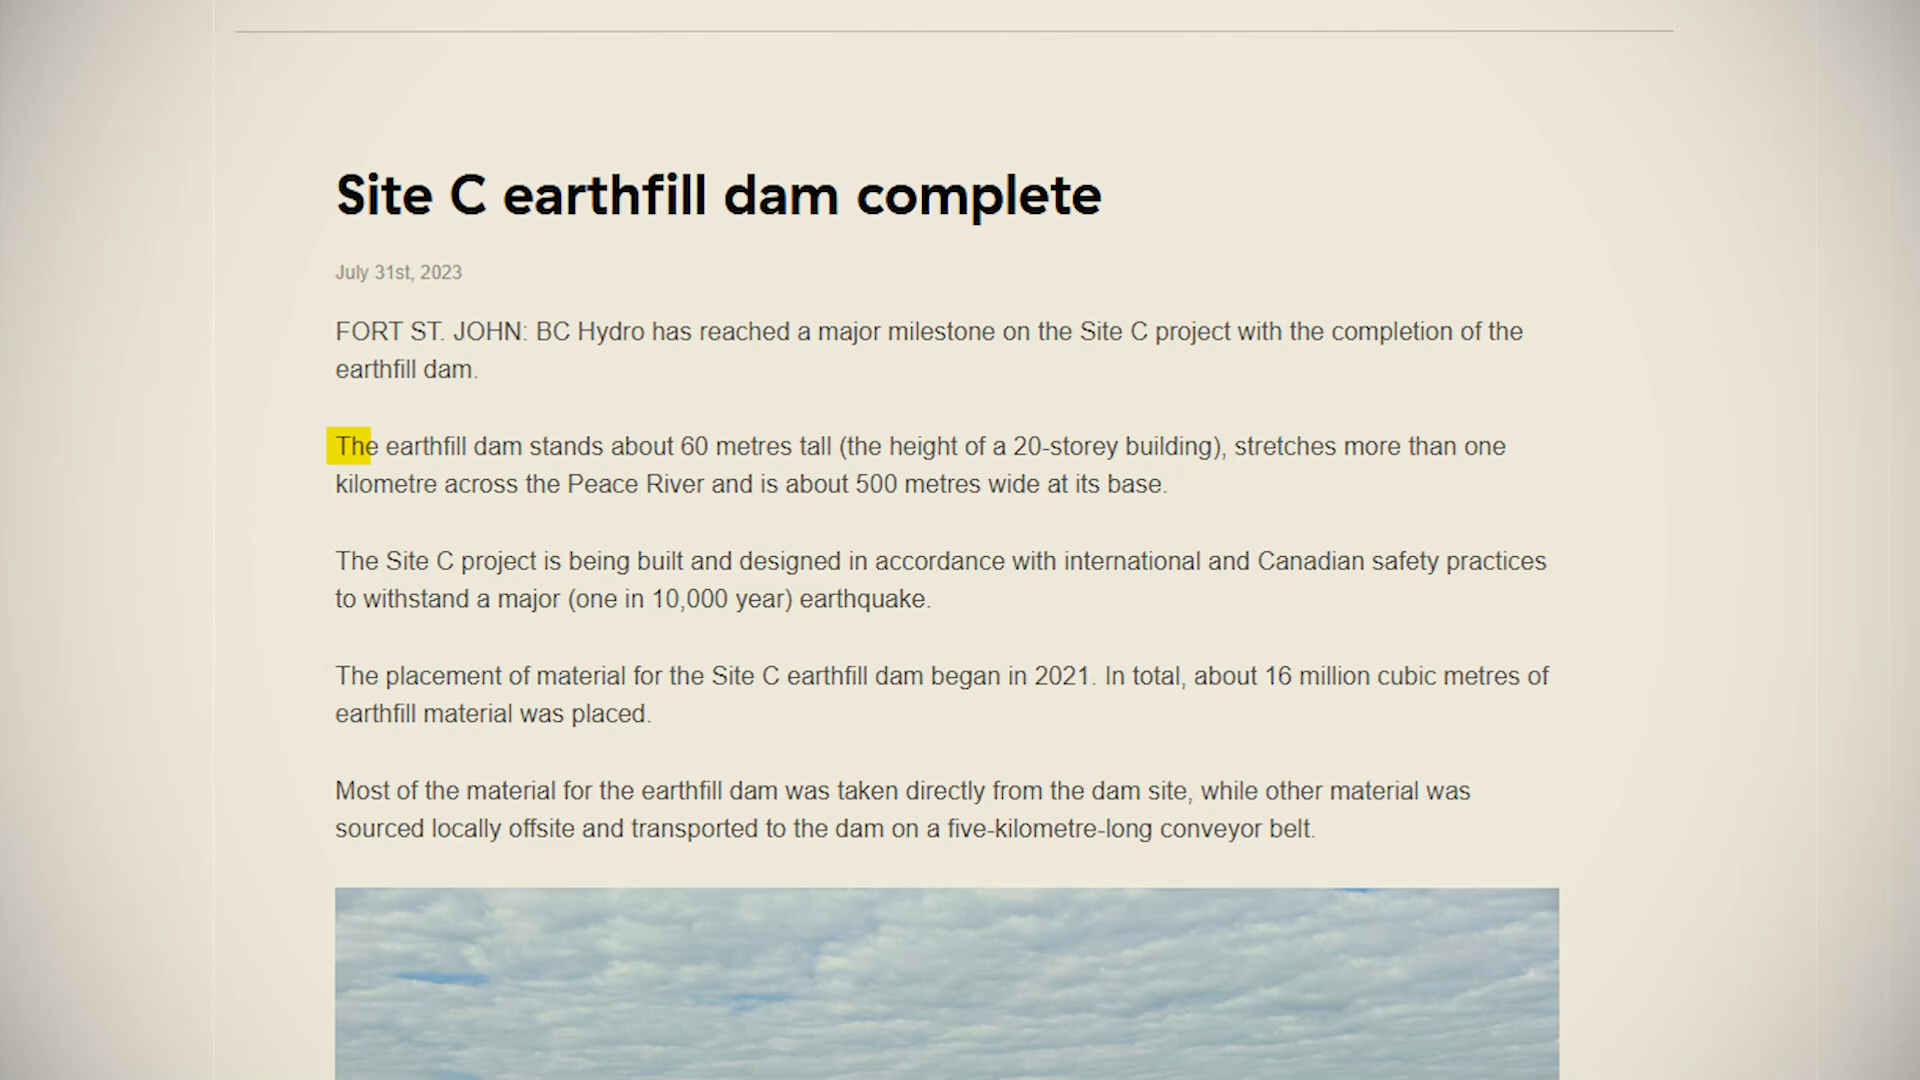 Site C earthfill dam complete
July 31st, 2023
FORT ST. JOHN: BC Hydro has reached a major milestone on the Site C project with the completion of the
earthfill dam.
The earthfill dam stands about 60 metres tall (the height of a 20-storey building), stretches more than one
kilometre across the Peace River and is about 500 metres wide at its base.
The Site C project is being built and designed in accordance with international and Canadian safety practices
to withstand a major (one in 10,000 year) earthquake.
The placement of material for the Site C earthfill dam began in 2021. In total, about 16 million cubic metres of
earthfill material was placed.
Most of the material for the earthfill dam was taken directly from the dam site, while other material was
sourced locally offsite and transported to the dam on a five-kilometre-long conveyor belt.